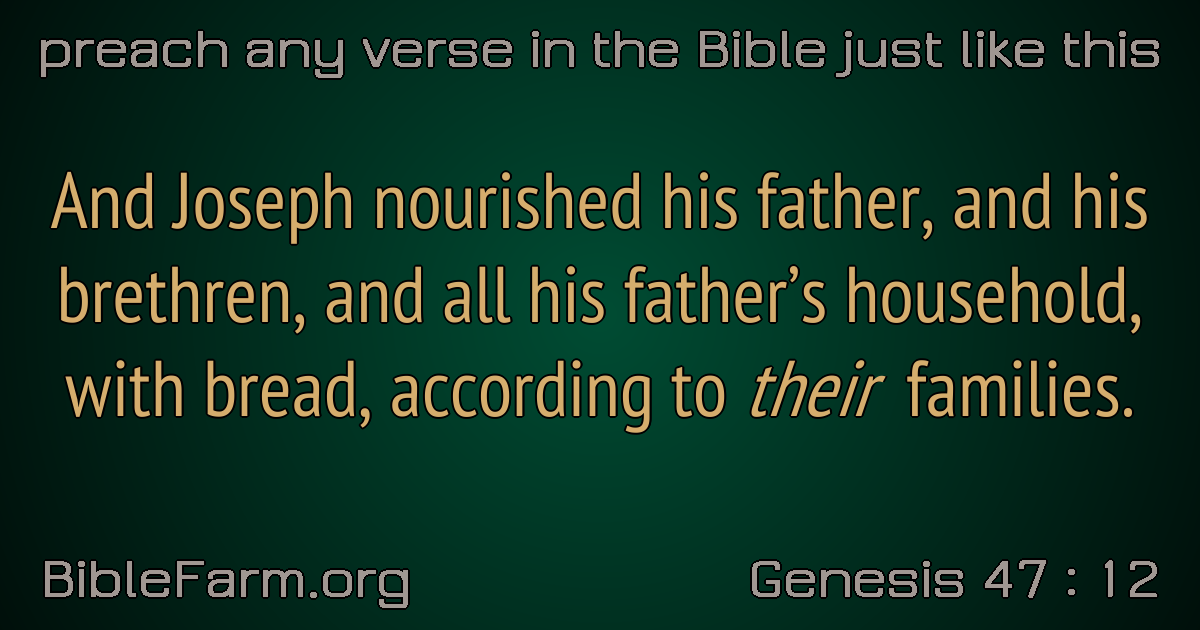 preach any verse in the Bible just like this
And Joseph nourished his father, and his
brethren, and all his father’s household,
with bread, according to their families.
BibleFarm.org
Genesis 47 : 12